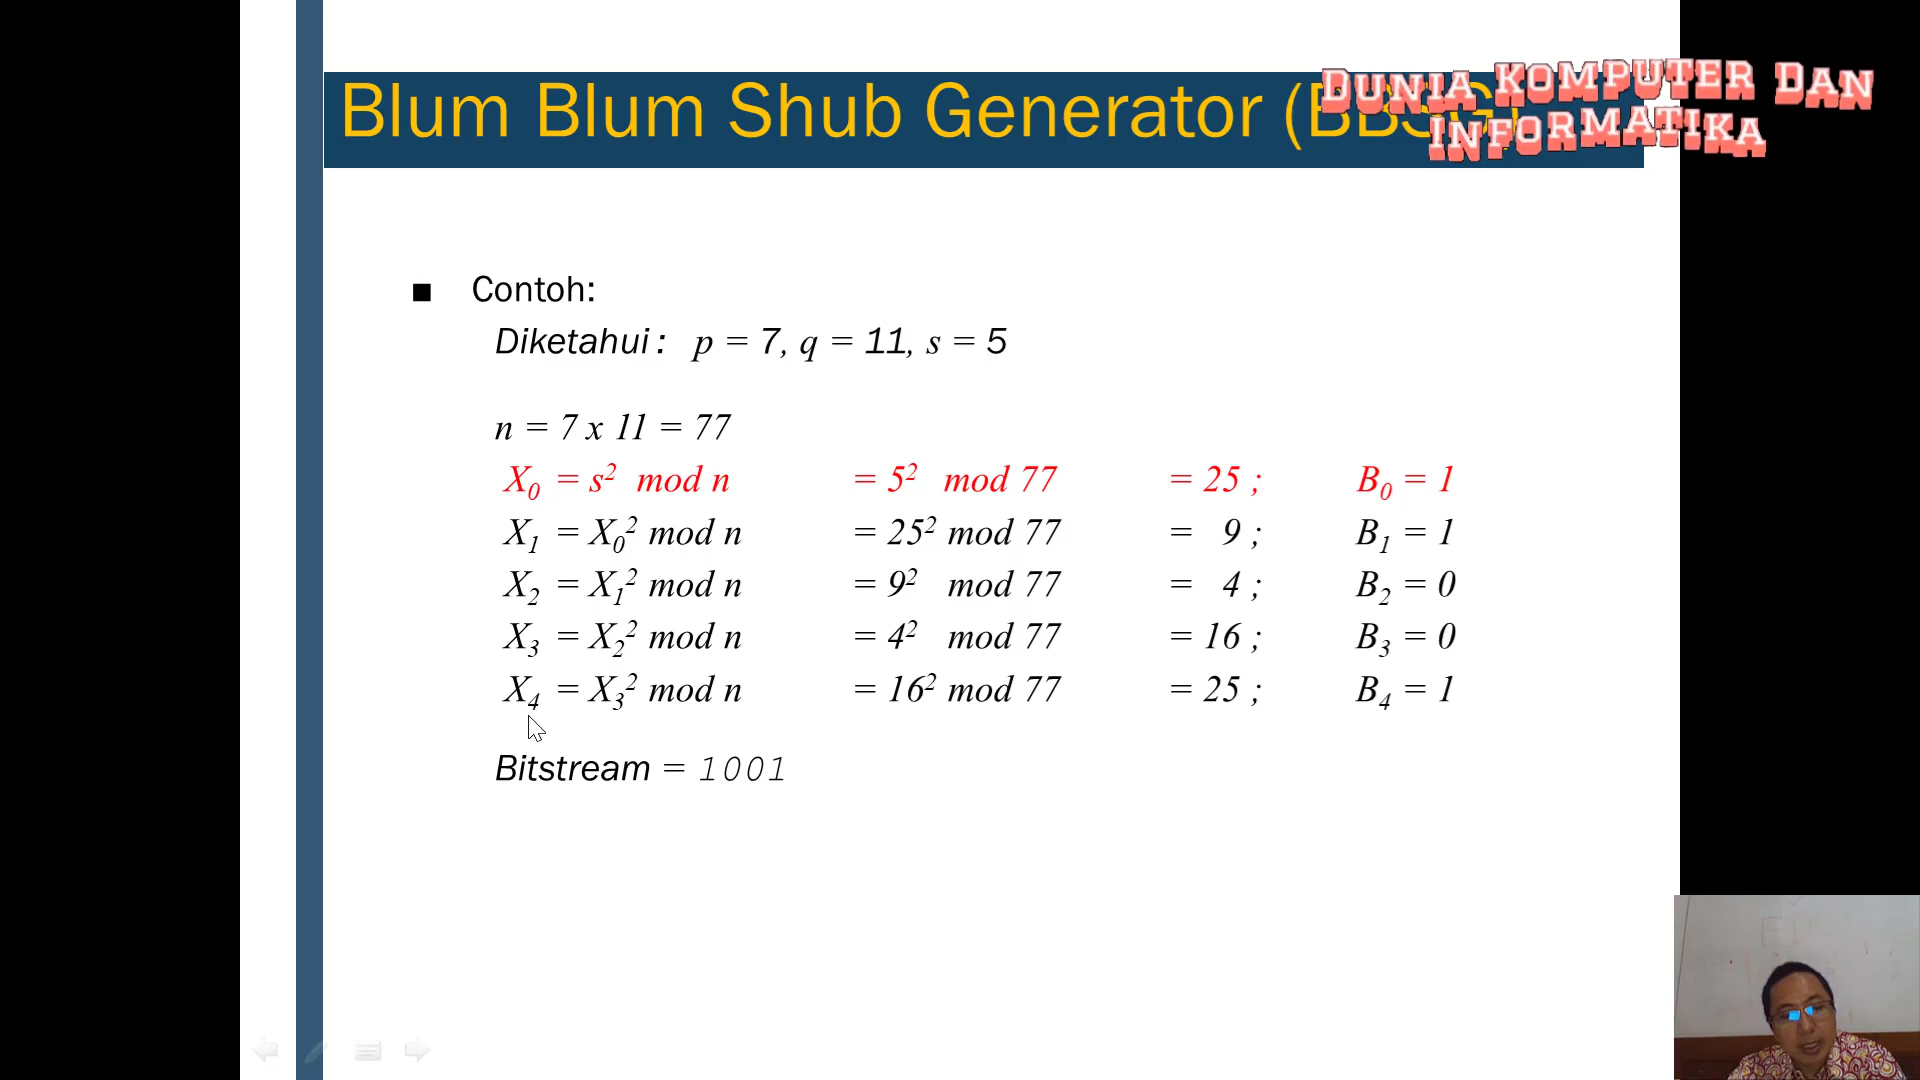 Blum Blum Shub Generator (BBSG)
DUNIA KOMPUTER DAN
INFORMATIKA
■ Contoh:
Diketahui: p = 7, q = 11, s = 5
n = 7 x 11 = 77
X₀ = s² mod n = 5² mod 77 = 25 ; B₀ = 1
X₁ = X₀² mod n = 25² mod 77 = 9 ; B₁ = 1
X₂ = X₁² mod n = 9² mod 77 = 4 ; B₂ = 0
X₃ = X₂² mod n = 4² mod 77 = 16 ; B₃ = 0
X₄ = X₃² mod n = 16² mod 77 = 25 ; B₄ = 1
Bitstream = 1001